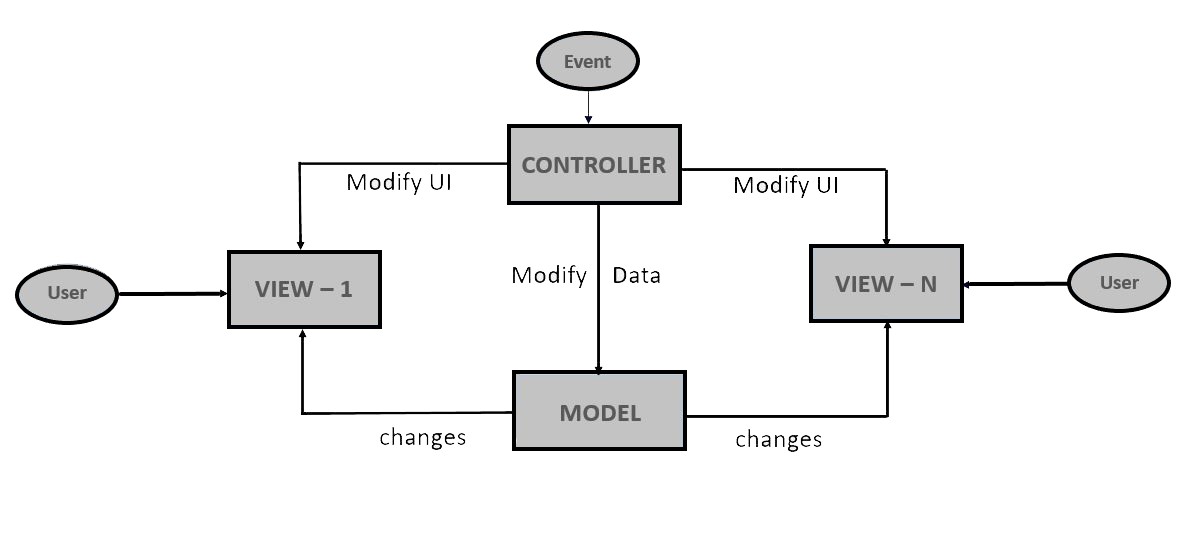 Event
CONTROLLER
Modify UI
Modify UI
Modify Data
User
VIEW – 1
VIEW – N
User
MODEL
changes
changes